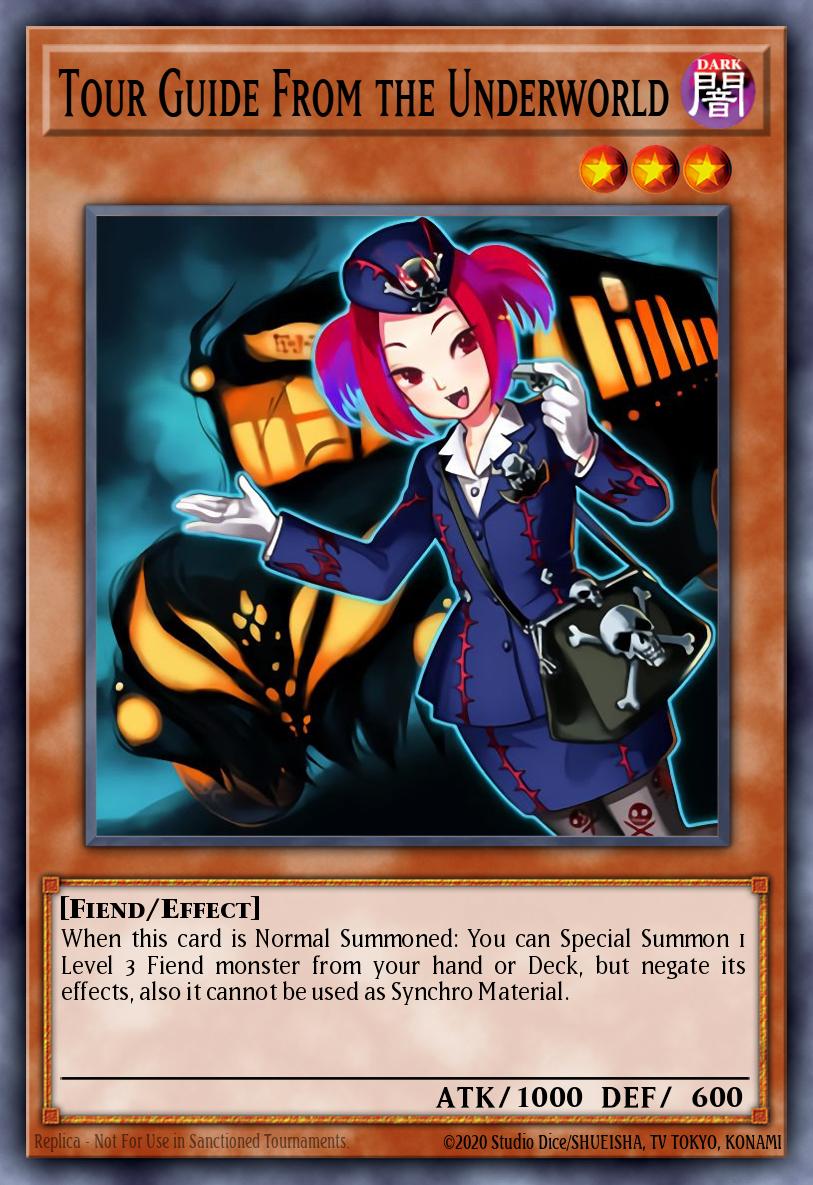 Tour Guide From the Underworld
DARK
闇
[Fiend/Effect]
When this card is Normal Summoned: You can Special Summon 1
Level 3 Fiend monster from your hand or Deck, but negate its
effects, also it cannot be used as Synchro Material.
ATK/1000 DEF/ 600
Replica - Not For Use in Sanctioned Tournaments.
©2020 Studio Dice/SHUEISHA, TV TOKYO, KONAMI